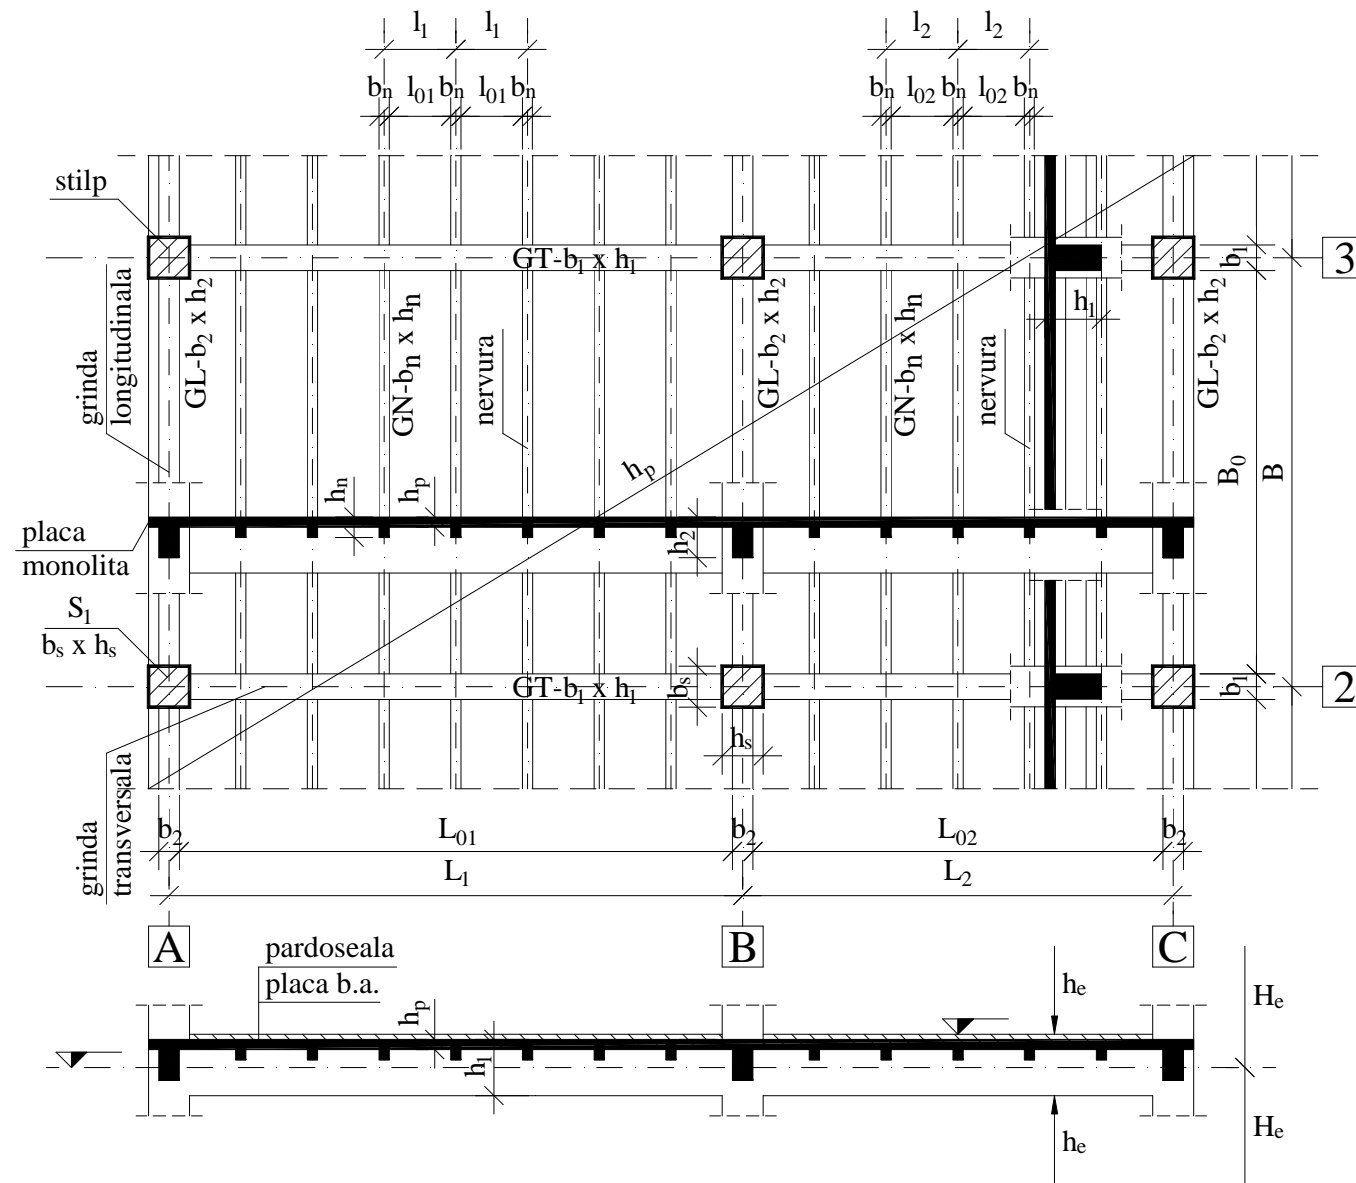 l₁ l₁ l₂ l₂
bn l₀₁ bn l₀₁ bn bn l₀₂ bn l₀₂ bn
stilp
GT-b₁ x h₁
b₁
3
h₁
grinda
longitudinala
GL-b₂ x h₂
GN-bn x hn
nervura
GL-b₂ x h₂
GN-bn x hn
nervura
GL-b₂ x h₂
hp
B₀
B
hn
hp
h₂
placa
monolita
S₁
bs x hs
GT-b₁ x h₁
bs
b₁
2
hs
grinda
transversala
b₂ L₀₁ b₂ L₀₂ b₂
L₁ L₂
A B C
pardoseala
placa b.a.
hp
h₁
he
He
he
He